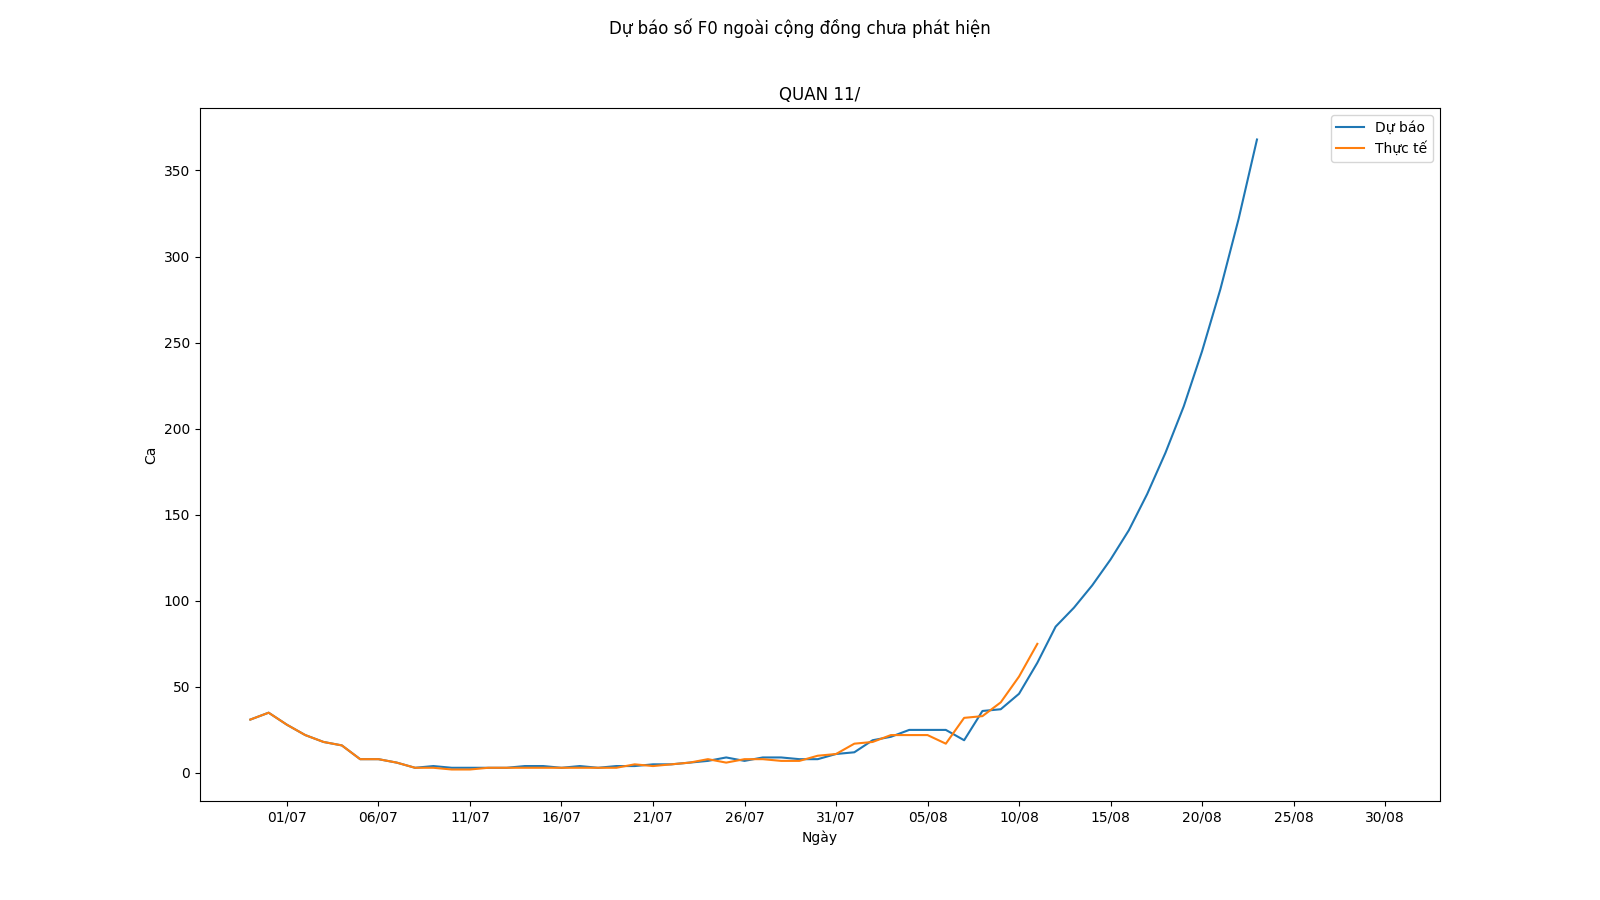 Dự báo số F0 ngoài cộng đồng chưa phát hiện
QUAN 11/
Dự báo
Thực tế
350
300
250
200
150
100
50
0
Ca
01/07 06/07 11/07 16/07 21/07 26/07 31/07 05/08 10/08 15/08 20/08 25/08 30/08
Ngày